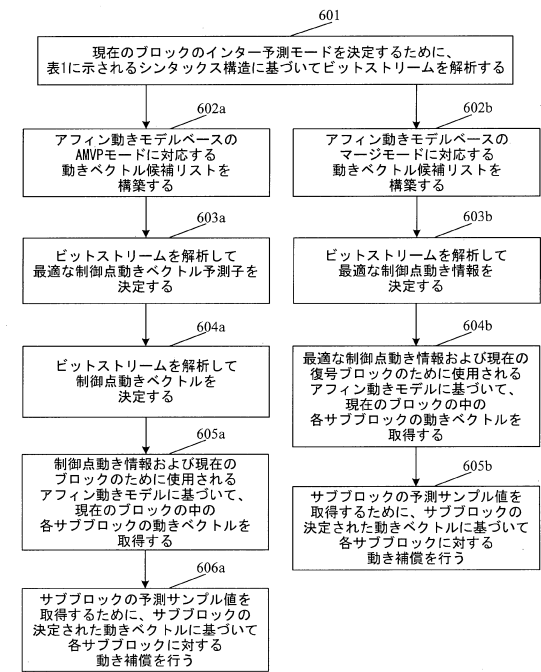 601
現在のブロックのインター予測モードを決定するために、
表1に示されるシンタックス構造に基づいてビットストリームを解析する
602a
アフィン動きモデルベースの
AMVPモードに対応する
動きベクトル候補リストを
構築する
603a
ビットストリームを解析して
最適な制御点動きベクトル予測子を
決定する
604a
ビットストリームを解析して
制御点動きベクトルを
決定する
605a
制御点動き情報および現在の
ブロックのために使用される
アフィン動きモデルに基づいて、
現在のブロックの中の
各サブブロックの動きベクトルを
取得する
606a
サブブロックの予測サンプル値を
取得するために、サブブロックの
決定された動きベクトルに基づいて
各サブブロックに対する
動き補償を行う
602b
アフィン動きモデルベースの
マージモードに対応する
動きベクトル候補リストを
構築する
603b
ビットストリームを解析して
最適な制御点動き情報を
決定する
604b
最適な制御点動き情報および現在の
復号ブロックのために使用される
アフィン動きモデルに基づいて、
現在のブロックの中の
各サブブロックの動きベクトルを
取得する
605b
サブブロックの予測サンプル値を
取得するために、サブブロックの
決定された動きベクトルに基づいて
各サブブロックに対する
動き補償を行う